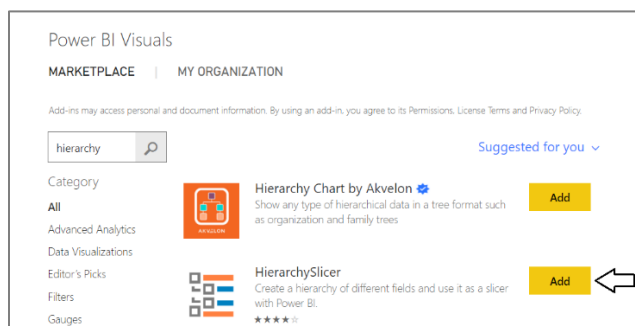 Power BI Visuals
MARKETPLACE | MY ORGANIZATION
Add-ins may access personal and document information. By using an add-in, you agree to its Permissions, License Terms and Privacy Policy.
hierarchy
Suggested for you
Category
All
Advanced Analytics
Data Visualizations
Editor's Picks
Filters
Gauges
AKVELON
Hierarchy Chart by Akvelon
Show any type of hierarchical data in a tree format such
as organization and family trees
Add
HierarchySlicer
Create a hierarchy of different fields and use it as a slicer
with Power BI.
Add